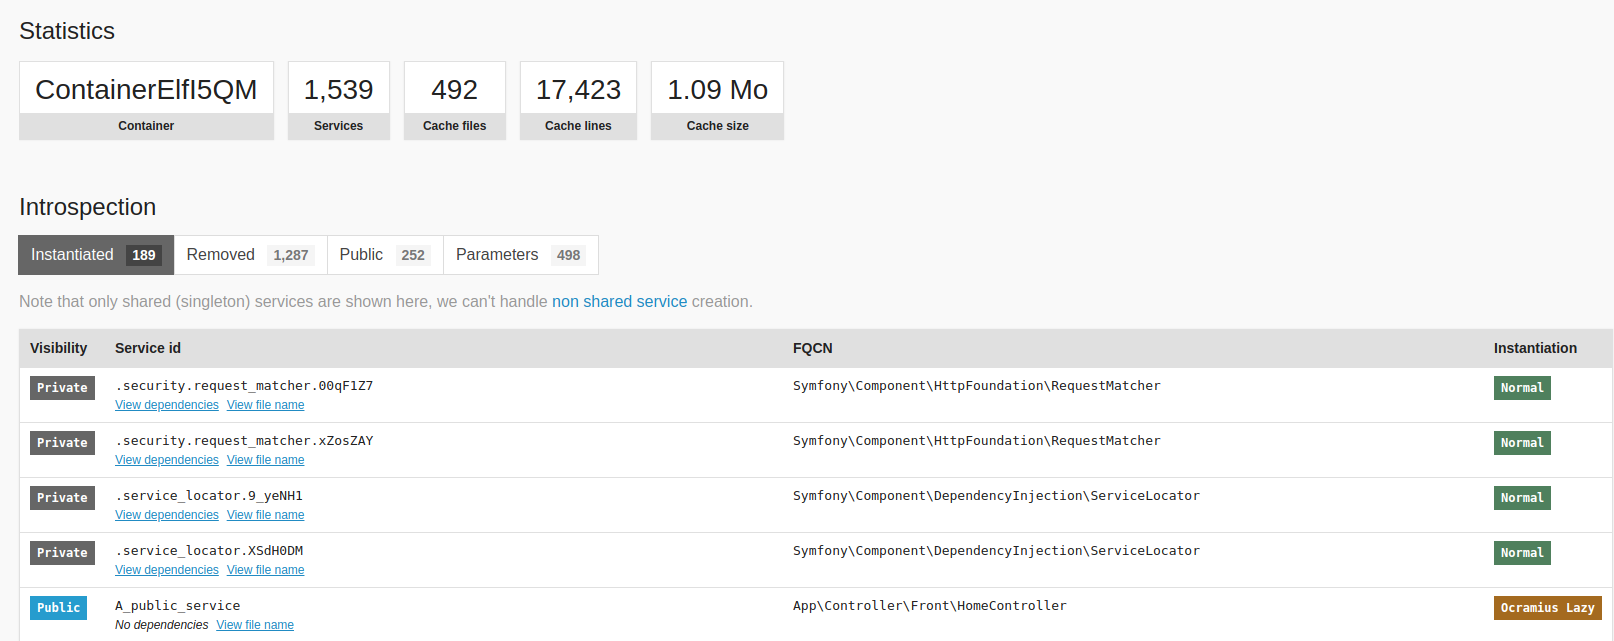 Statistics
ContainerElfI5QM 1,539 492 17,423 1.09 Mo
Container Services Cache files Cache lines Cache size
Introspection
Instantiated 189 Removed 1,287 Public 252 Parameters 498
Note that only shared (singleton) services are shown here, we can't handle non shared service creation.
Visibility Service id FQCN Instantiation
Private .security.request_matcher.00qF1Z7 Symfony\Component\HttpFoundation\RequestMatcher Normal
View dependencies View file name
Private .security.request_matcher.xZosZAY Symfony\Component\HttpFoundation\RequestMatcher Normal
View dependencies View file name
Private .service_locator.9_yeNH1 Symfony\Component\DependencyInjection\ServiceLocator Normal
View dependencies View file name
Private .service_locator.XSdH0DM Symfony\Component\DependencyInjection\ServiceLocator Normal
View dependencies View file name
Public A_public_service App\Controller\Front\HomeController Ocramius Lazy
No dependencies View file name